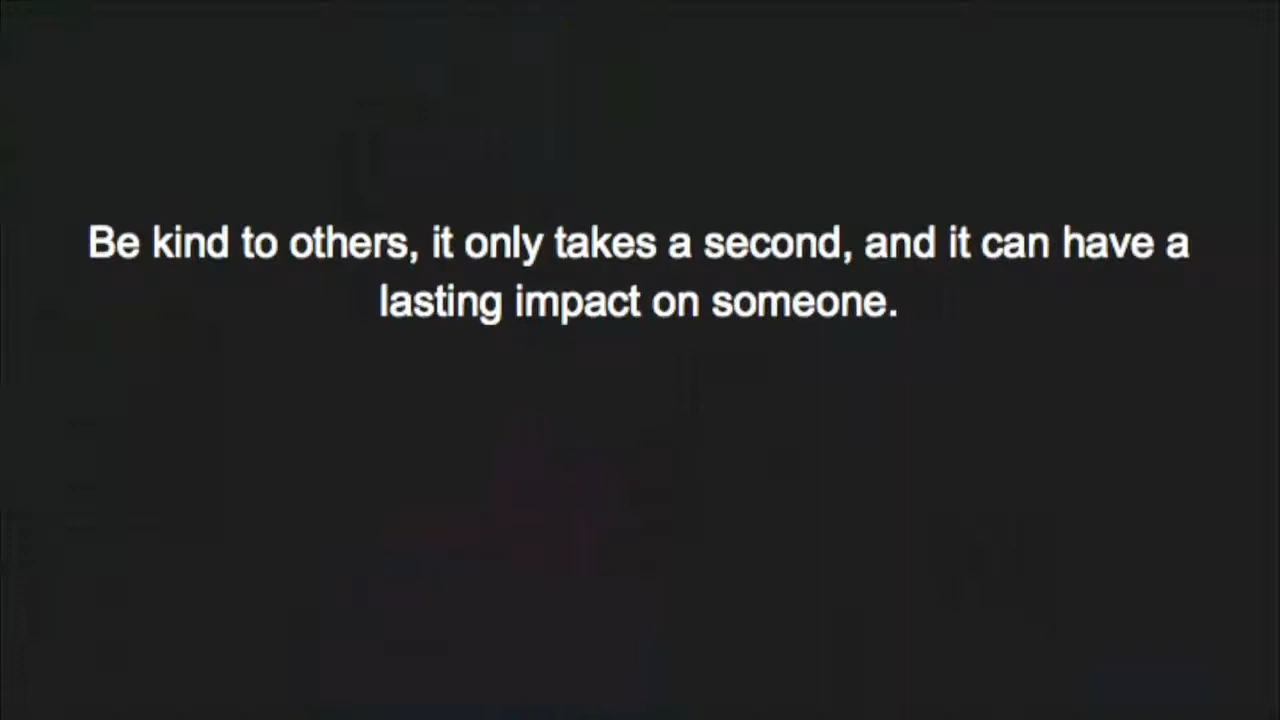 Be kind to others, it only takes a second, and it can have a
lasting impact on someone.